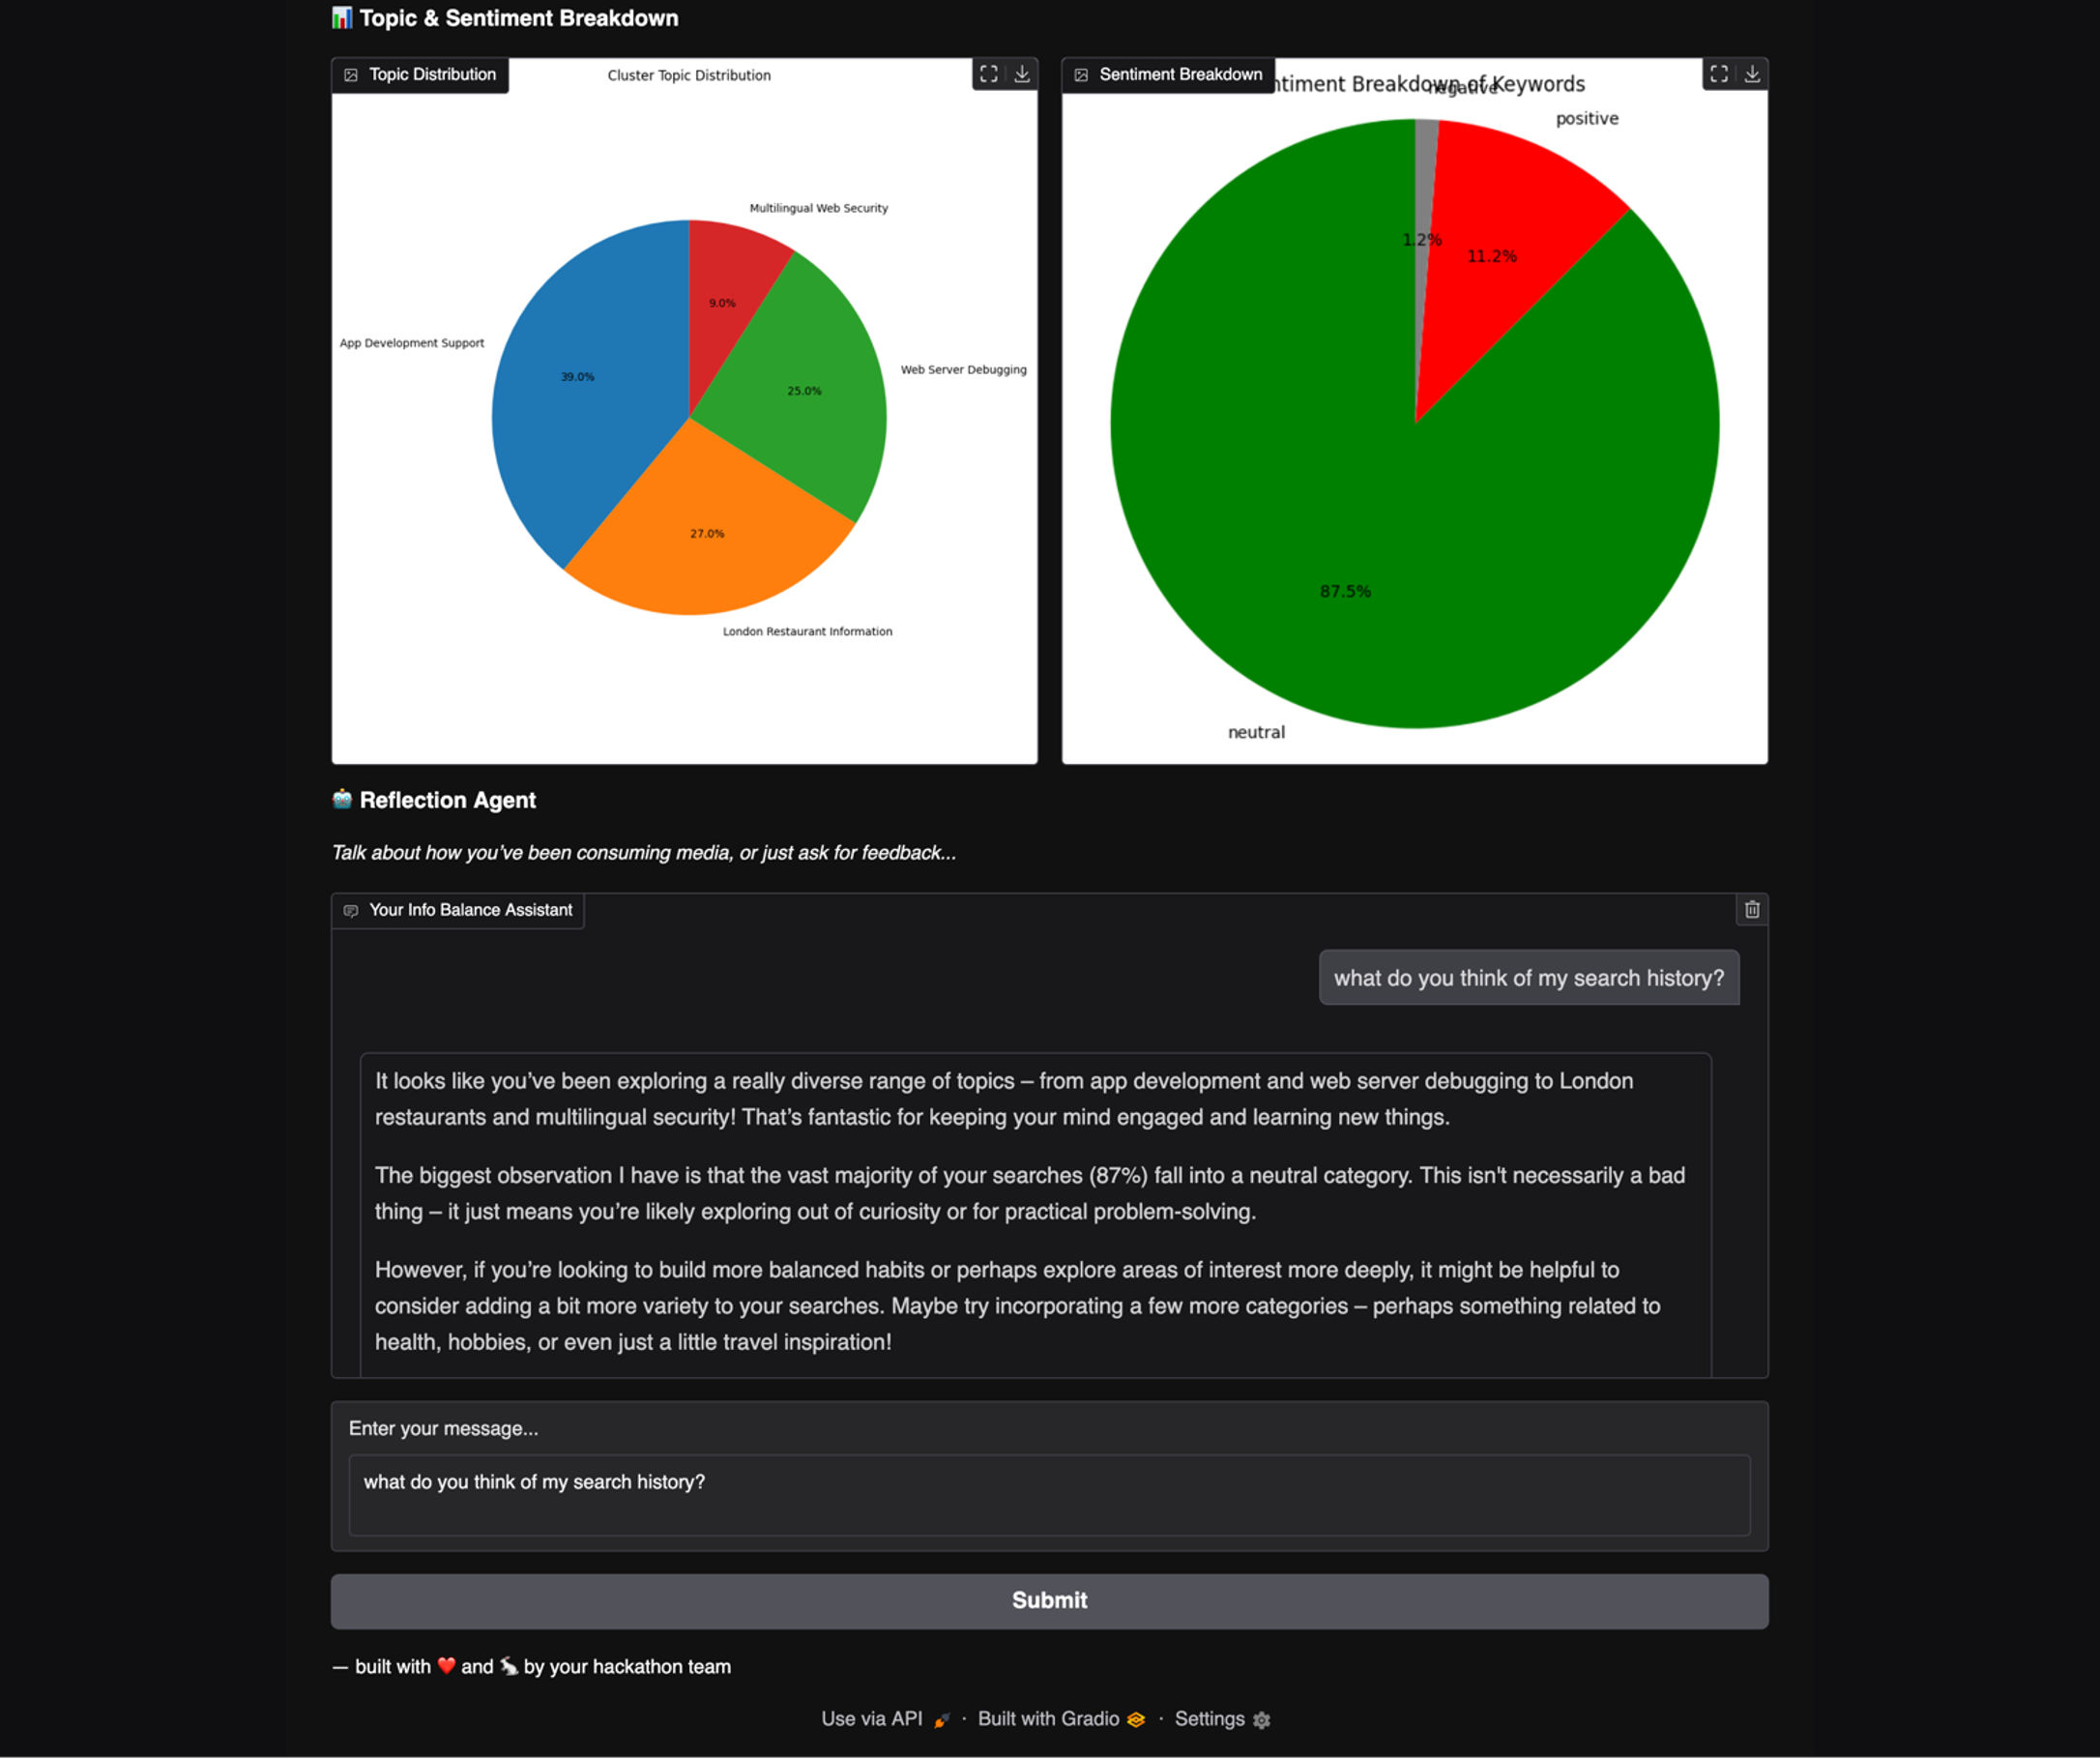 📊 Topic & Sentiment Breakdown
Topic Distribution
Cluster Topic Distribution
Multilingual Web Security
9.0%
App Development Support
39.0%
Web Server Debugging
25.0%
27.0%
London Restaurant Information
Sentiment Breakdown
ntiment Breakdown of Keywords
negative
positive
1.2%
11.2%
87.5%
neutral
🤖 Reflection Agent
Talk about how you’ve been consuming media, or just ask for feedback...
Your Info Balance Assistant
what do you think of my search history?
It looks like you’ve been exploring a really diverse range of topics – from app development and web server debugging to London
restaurants and multilingual security! That’s fantastic for keeping your mind engaged and learning new things.
The biggest observation I have is that the vast majority of your searches (87%) fall into a neutral category. This isn't necessarily a bad
thing – it just means you’re likely exploring out of curiosity or for practical problem-solving.
However, if you’re looking to build more balanced habits or perhaps explore areas of interest more deeply, it might be helpful to
consider adding a bit more variety to your searches. Maybe try incorporating a few more categories – perhaps something related to
health, hobbies, or even just a little travel inspiration!
Enter your message...
what do you think of my search history?
Submit
— built with ❤️ and 🐇 by your hackathon team
Use via API 🚀 · Built with Gradio · Settings ⚙️